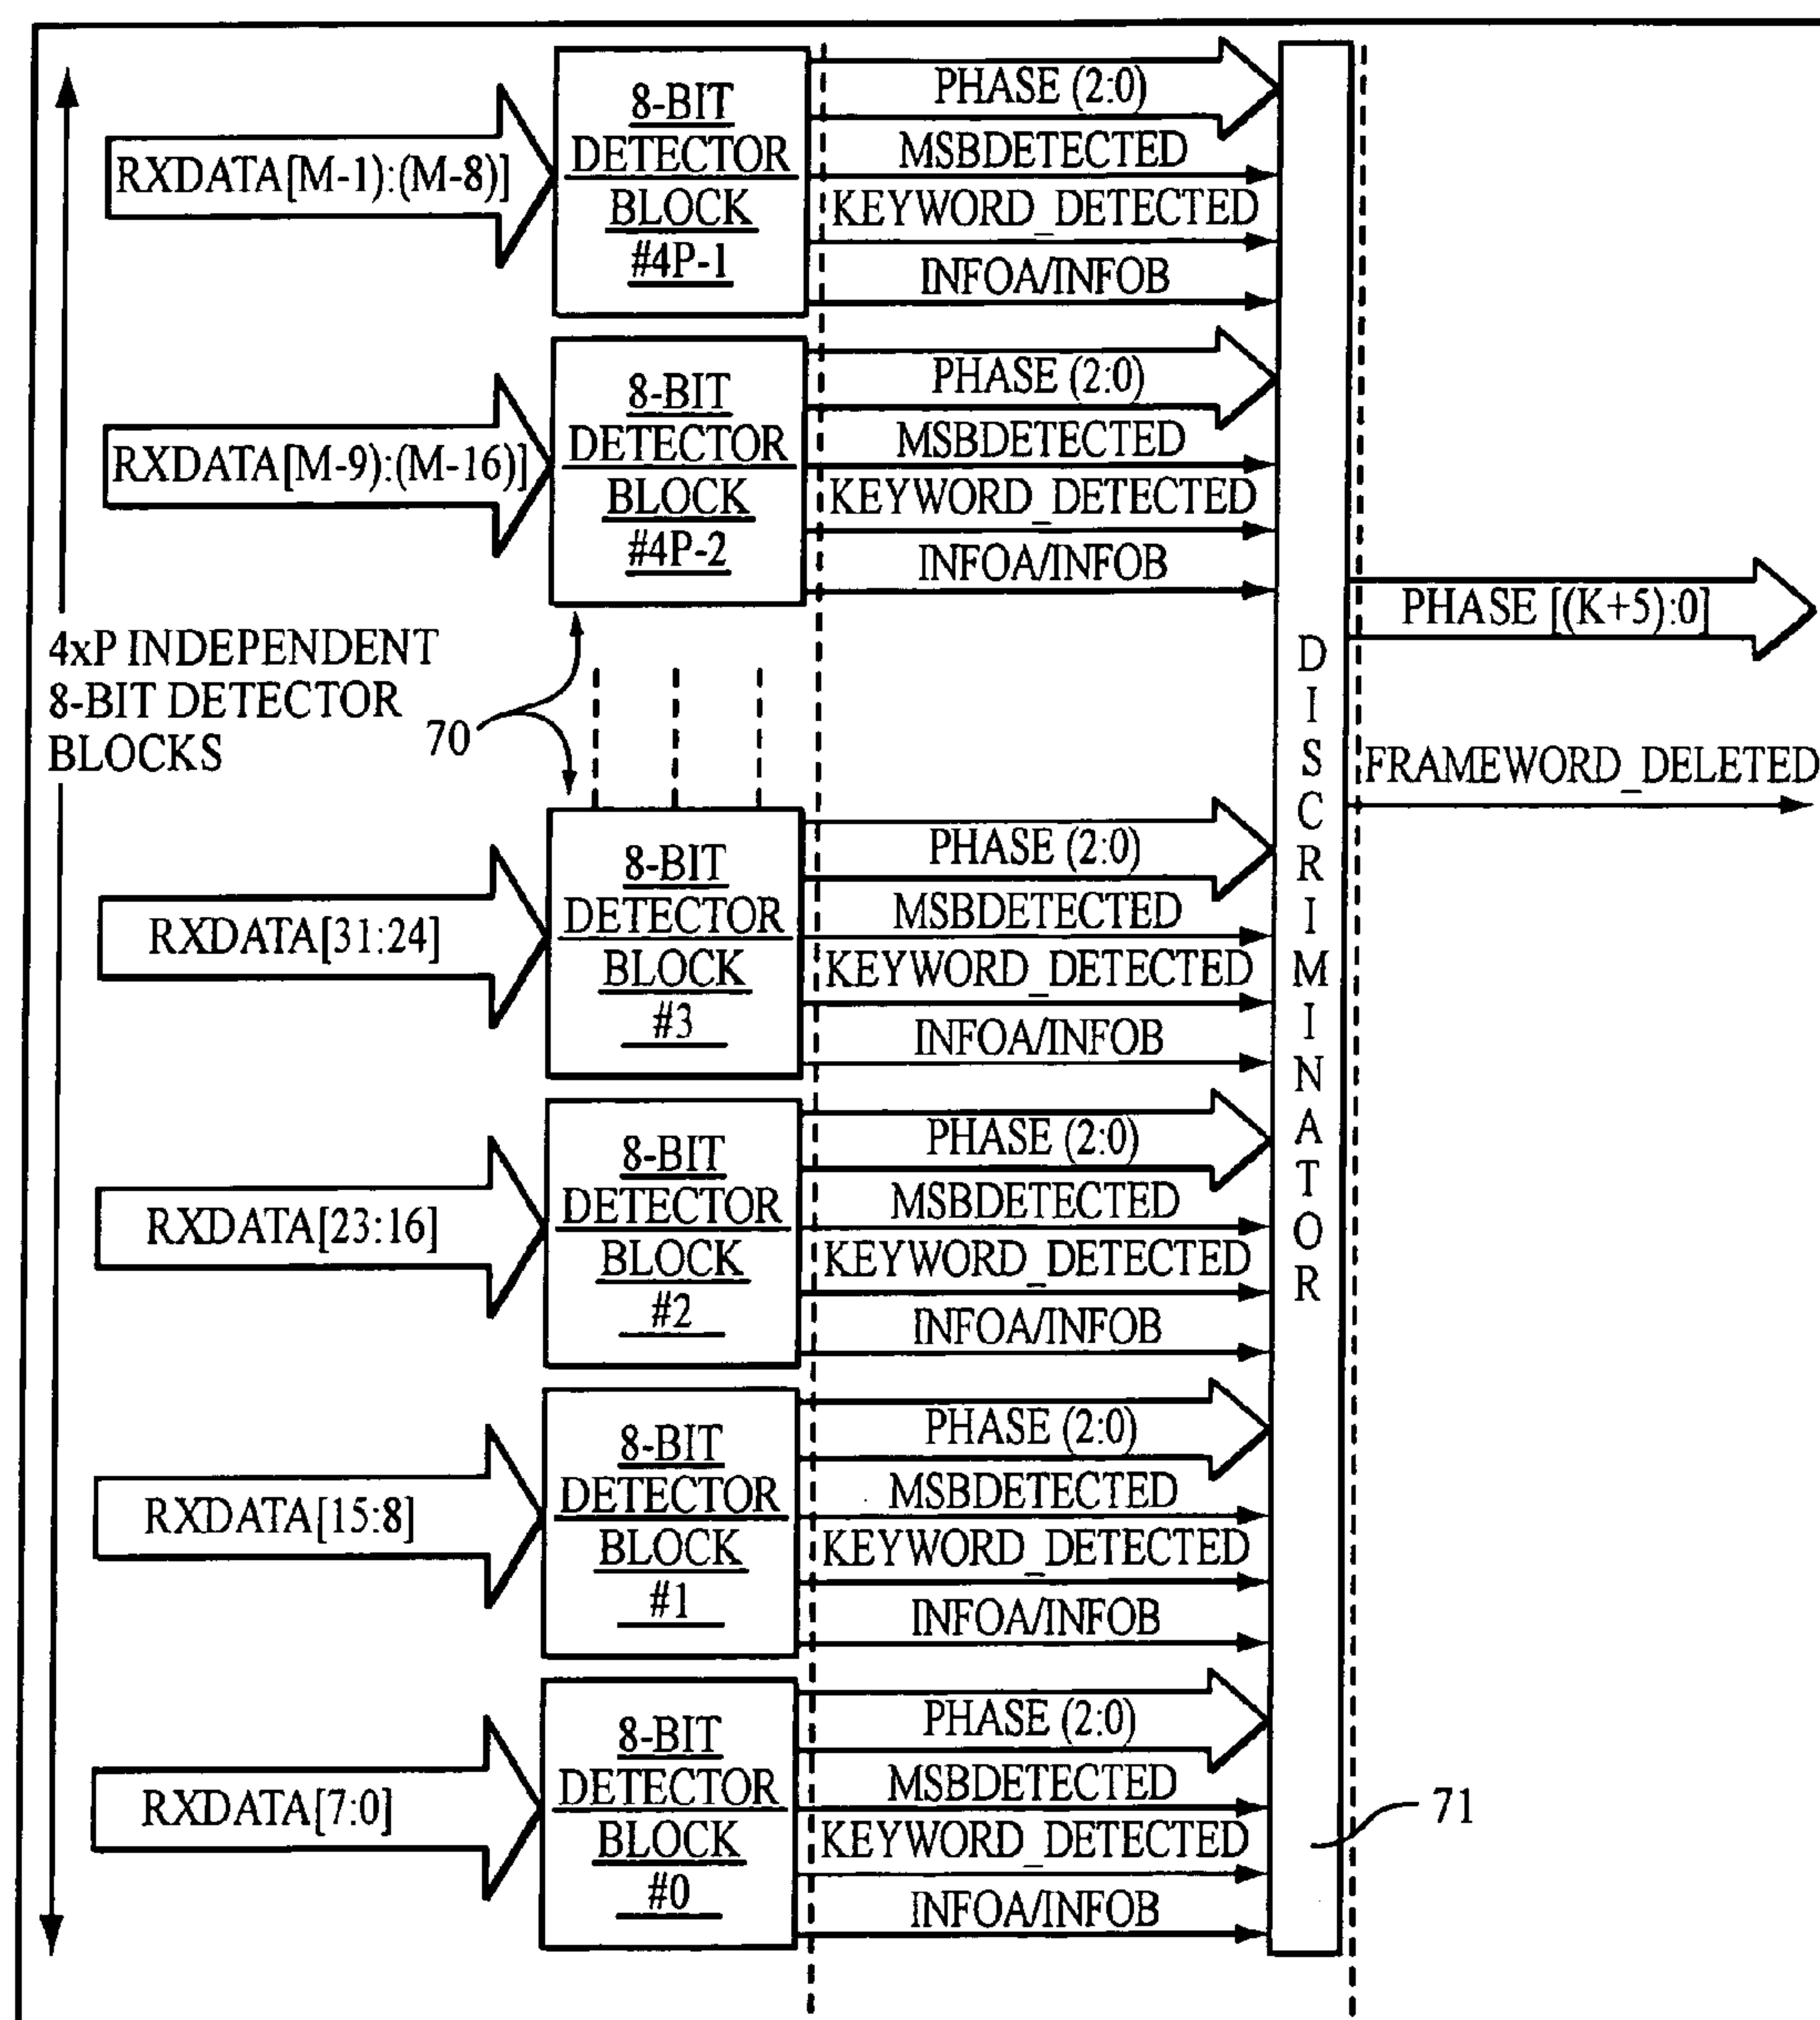 RXDATA[M-1):(M-8)]
8-BIT
DETECTOR
BLOCK
#4P-1
PHASE (2:0)
MSBDETECTED
KEYWORD_DETECTED
INFOA/INFOB
RXDATA[M-9):(M-16)]
8-BIT
DETECTOR
BLOCK
#4P-2
PHASE (2:0)
MSBDETECTED
KEYWORD_DETECTED
INFOA/INFOB
4xP INDEPENDENT
8-BIT DETECTOR
BLOCKS
70
RXDATA[31:24]
8-BIT
DETECTOR
BLOCK
#3
PHASE (2:0)
MSBDETECTED
KEYWORD_DETECTED
INFOA/INFOB
RXDATA[23:16]
8-BIT
DETECTOR
BLOCK
#2
PHASE (2:0)
MSBDETECTED
KEYWORD_DETECTED
INFOA/INFOB
RXDATA[15:8]
8-BIT
DETECTOR
BLOCK
#1
PHASE (2:0)
MSBDETECTED
KEYWORD_DETECTED
INFOA/INFOB
RXDATA[7:0]
8-BIT
DETECTOR
BLOCK
#0
PHASE (2:0)
MSBDETECTED
KEYWORD_DETECTED
INFOA/INFOB
DISCRIMINATOR
71
PHASE [(K+5):0]
FRAMEWORD_DELETED